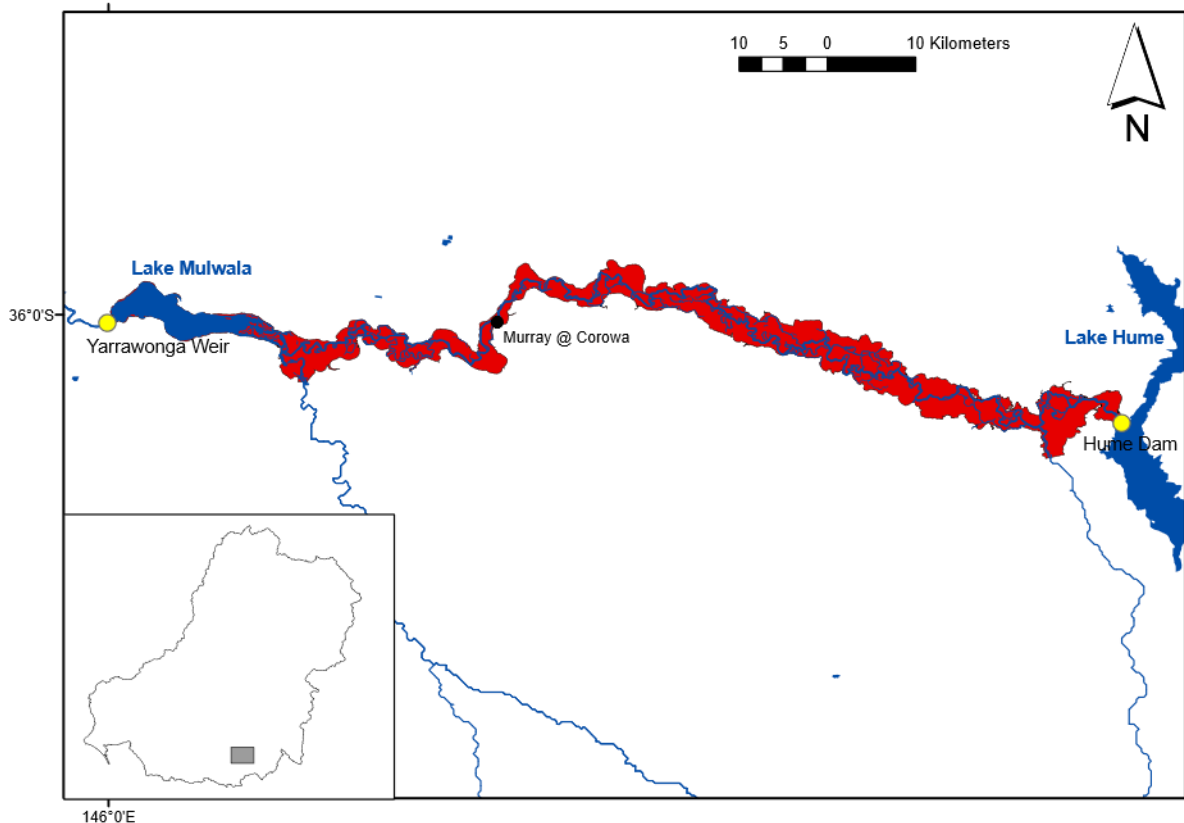 10 5 0 10 Kilometers
N
Lake Mulwala
36°0'S
Yarrawonga Weir
Murray @ Corowa
Lake Hume
Hume Dam
146°0'E